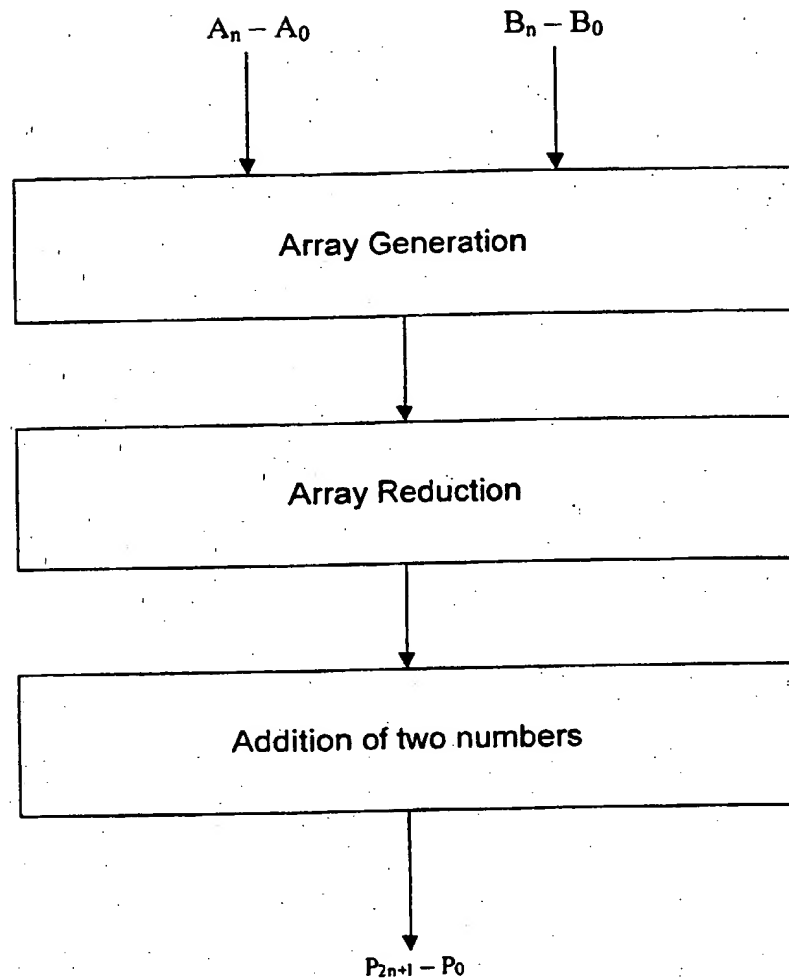 Aₙ – A₀ Bₙ – B₀
Array Generation
Array Reduction
Addition of two numbers
P₂ₙ₊₁ – P₀